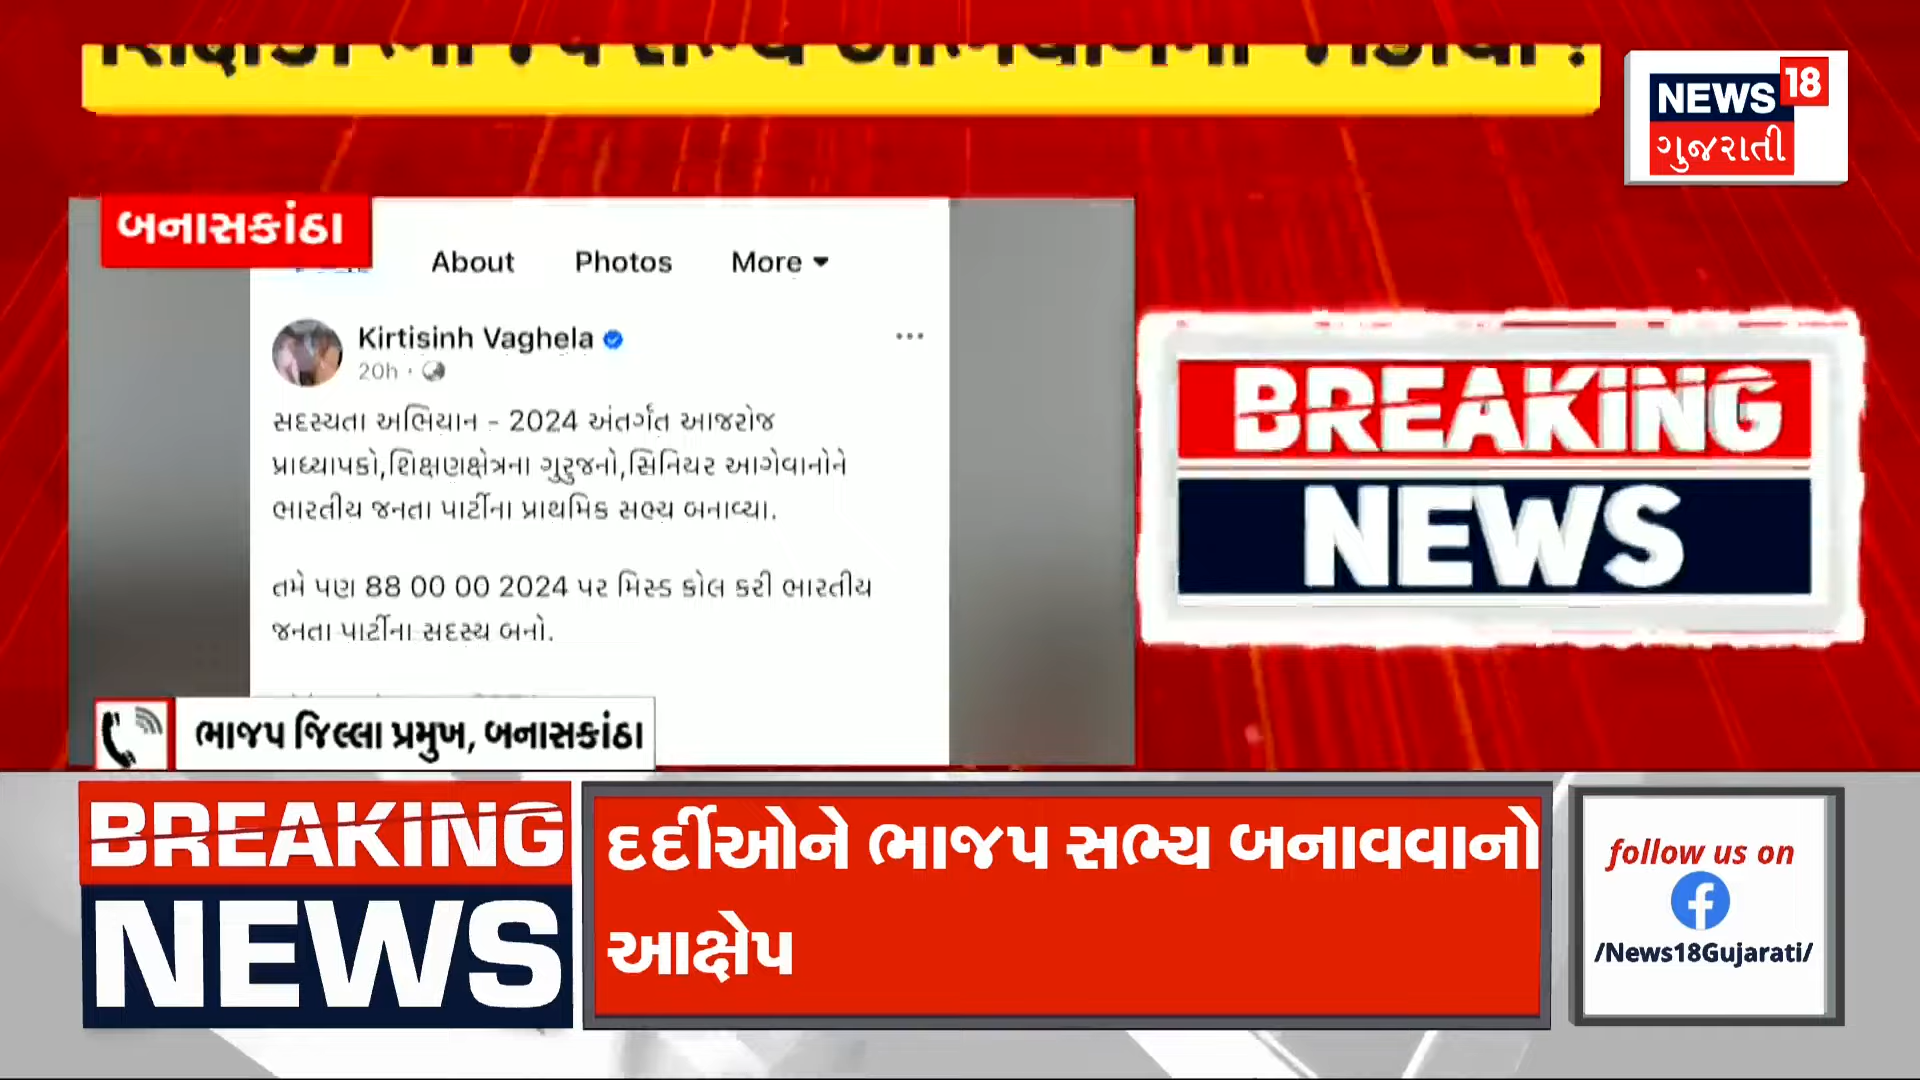 NEWS 18
ગુજરાતી
બનાસકાંઠા
About Photos More
Kirtisinh Vaghela
20h
સદસ્યતા અભિયાન - 2024 અંતર્ગત આજરોજ
પ્રાધ્યાપકો,શિક્ષણક્ષેત્રના ગુરુજનો,સિનિયર આગેવાનોને
ભારતીય જનતા પાર્ટીના પ્રાથમિક સભ્ય બનાવ્યા.
તમે પણ 88 00 00 2024 પર મિસ્ડ કોલ કરી ભારતીય
જનતા પાર્ટીના સદસ્ય બનો.
BREAKING
NEWS
ભાજપ જિલ્લા પ્રમુખ, બનાસકાંઠા
BREAKING
NEWS
દર્દીઓને ભાજપ સભ્ય બનાવવાનો
આક્ષેપ
follow us on
/News18Gujarati/